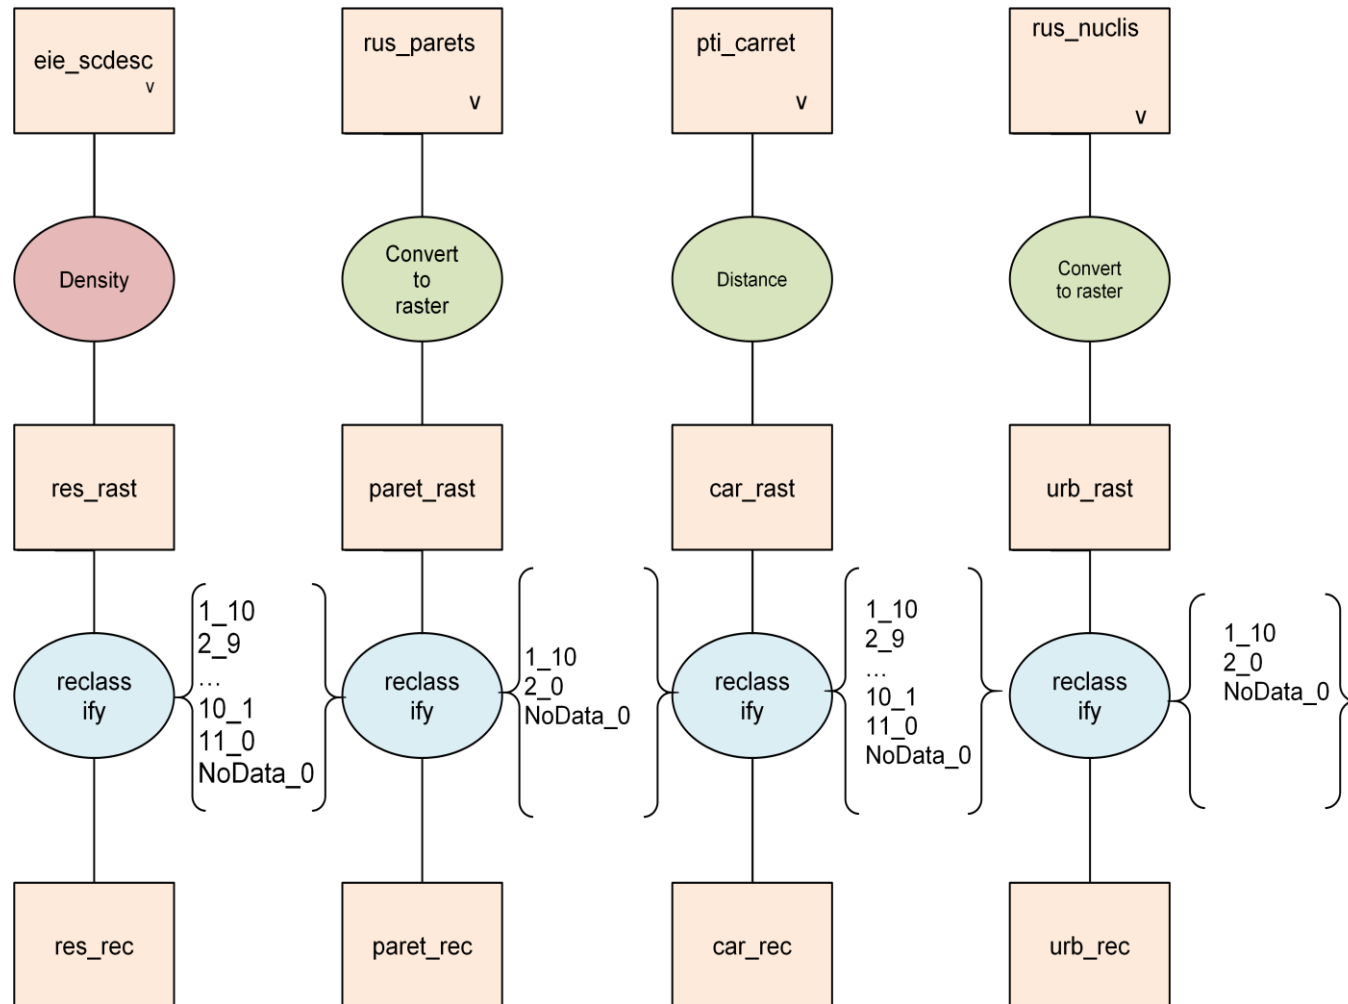 eie_scdesc
v
rus_parets
v
pti_carret
v
rus_nuclis
v
Density
Convert
to
raster
Distance
Convert
to raster
res_rast
paret_rast
car_rast
urb_rast
reclass
ify
1_10
2_9
...
10_1
11_0
NoData_0
reclass
ify
1_10
2_0
NoData_0
reclass
ify
1_10
2_9
...
10_1
11_0
NoData_0
reclass
ify
1_10
2_0
NoData_0
res_rec
paret_rec
car_rec
urb_rec